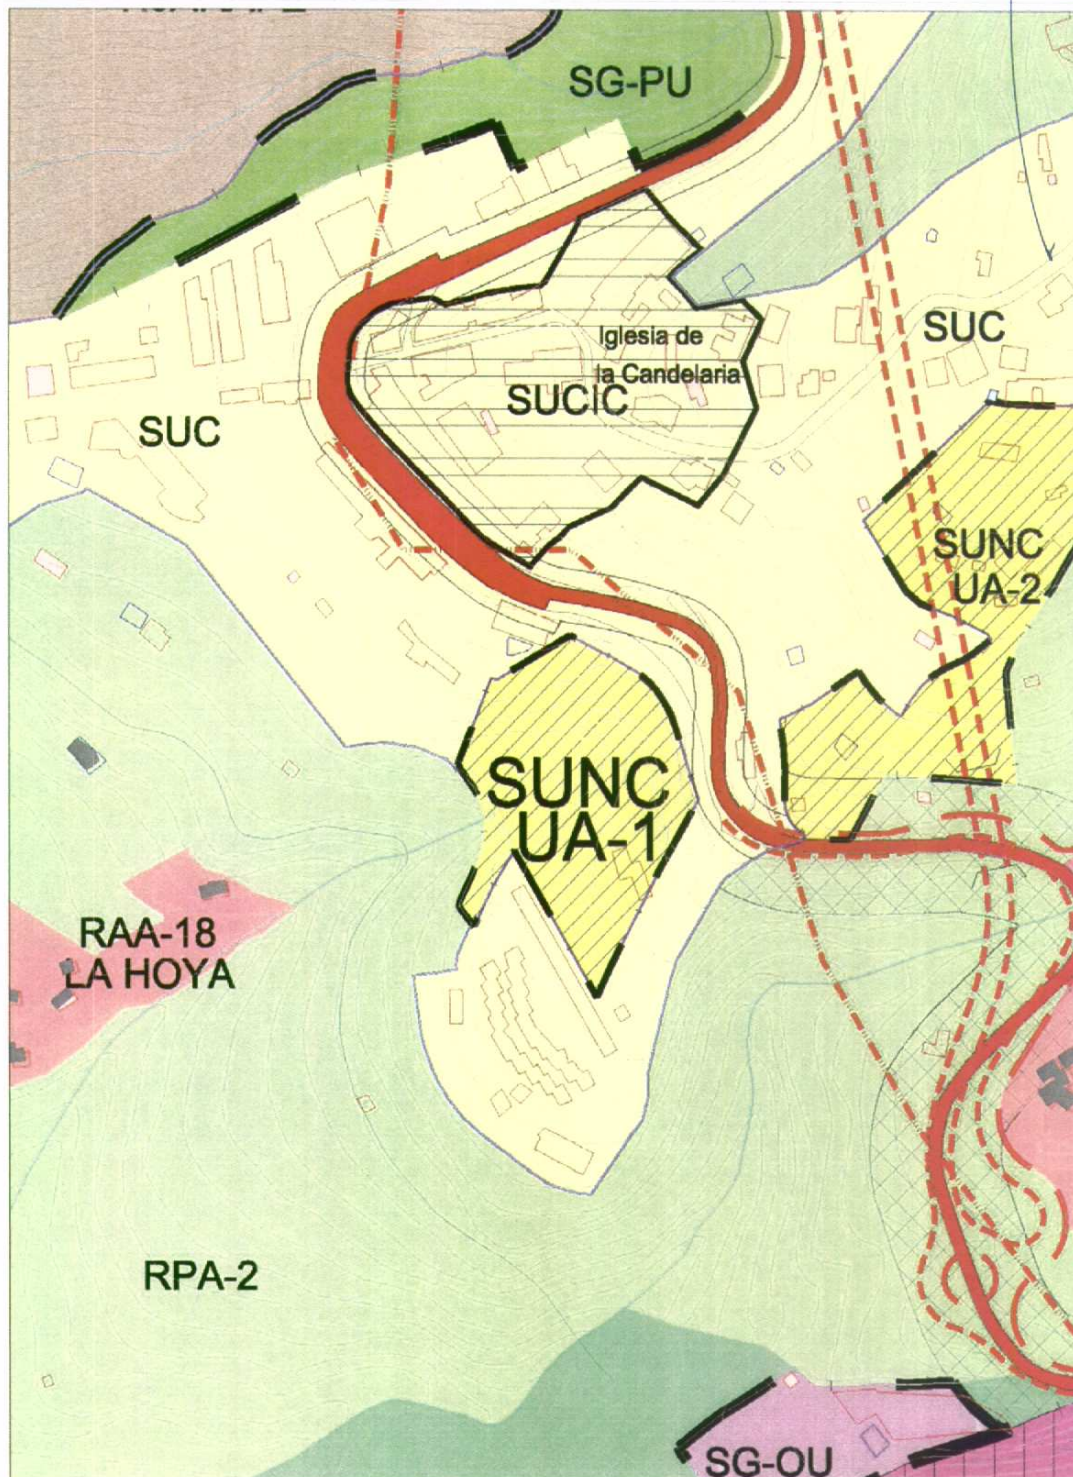 SG-PU
Iglesia de
la Candelaria
SUCIC
SUC
SUC
SUNC
UA-2
SUNC
UA-1
RAA-18
LA HOYA
RPA-2
SG-OU